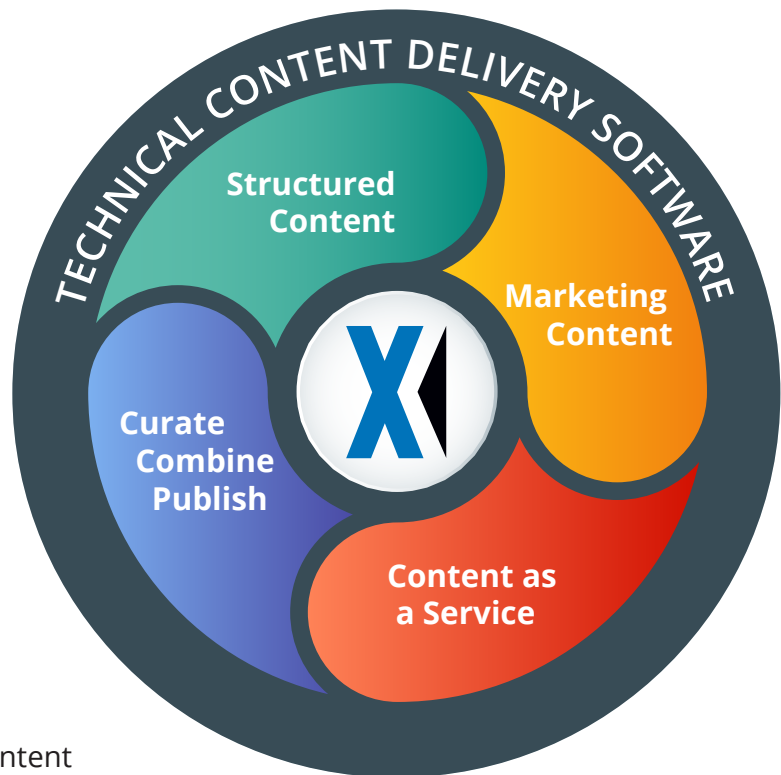 TECHNICAL CONTENT DELIVERY SOFTWARE
Structured
Content
Marketing
Content
X
Curate
Combine
Publish
Content as
a Service
ntent